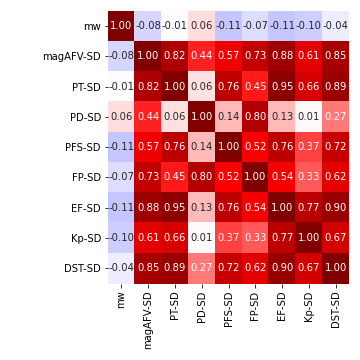 mw 1.00 -0.08 -0.01 0.06 -0.11 -0.07 -0.11 -0.10 -0.04
magAFV-SD -0.08 1.00 0.82 0.44 0.57 0.73 0.88 0.61 0.85
PT-SD -0.01 0.82 1.00 0.06 0.76 0.45 0.95 0.66 0.89
PD-SD 0.06 0.44 0.06 1.00 0.14 0.80 0.13 0.01 0.27
PFS-SD -0.11 0.57 0.76 0.14 1.00 0.52 0.76 0.37 0.72
FP-SD -0.07 0.73 0.45 0.80 0.52 1.00 0.54 0.33 0.62
EF-SD -0.11 0.88 0.95 0.13 0.76 0.54 1.00 0.77 0.90
Kp-SD -0.10 0.61 0.66 0.01 0.37 0.33 0.77 1.00 0.67
DST-SD -0.04 0.85 0.89 0.27 0.72 0.62 0.90 0.67 1.00
mw magAFV-SD PT-SD PD-SD PFS-SD FP-SD EF-SD Kp-SD DST-SD